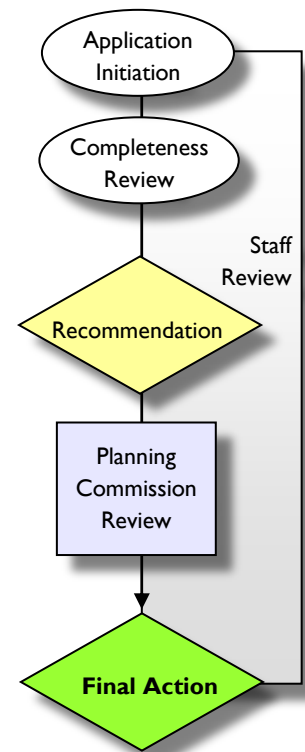 Application
Initiation
Completeness
Review
Staff
Review
Recommendation
Planning
Commission
Review
Final Action